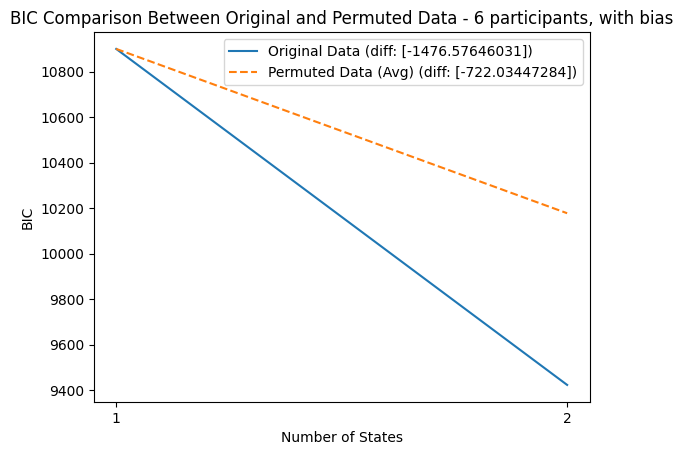 BIC Comparison Between Original and Permuted Data - 6 participants, with bias
Original Data (diff: [-1476.57646031])
Permuted Data (Avg) (diff: [-722.03447284])
BIC
10800
10600
10400
10200
10000
9800
9600
9400
1
2
Number of States